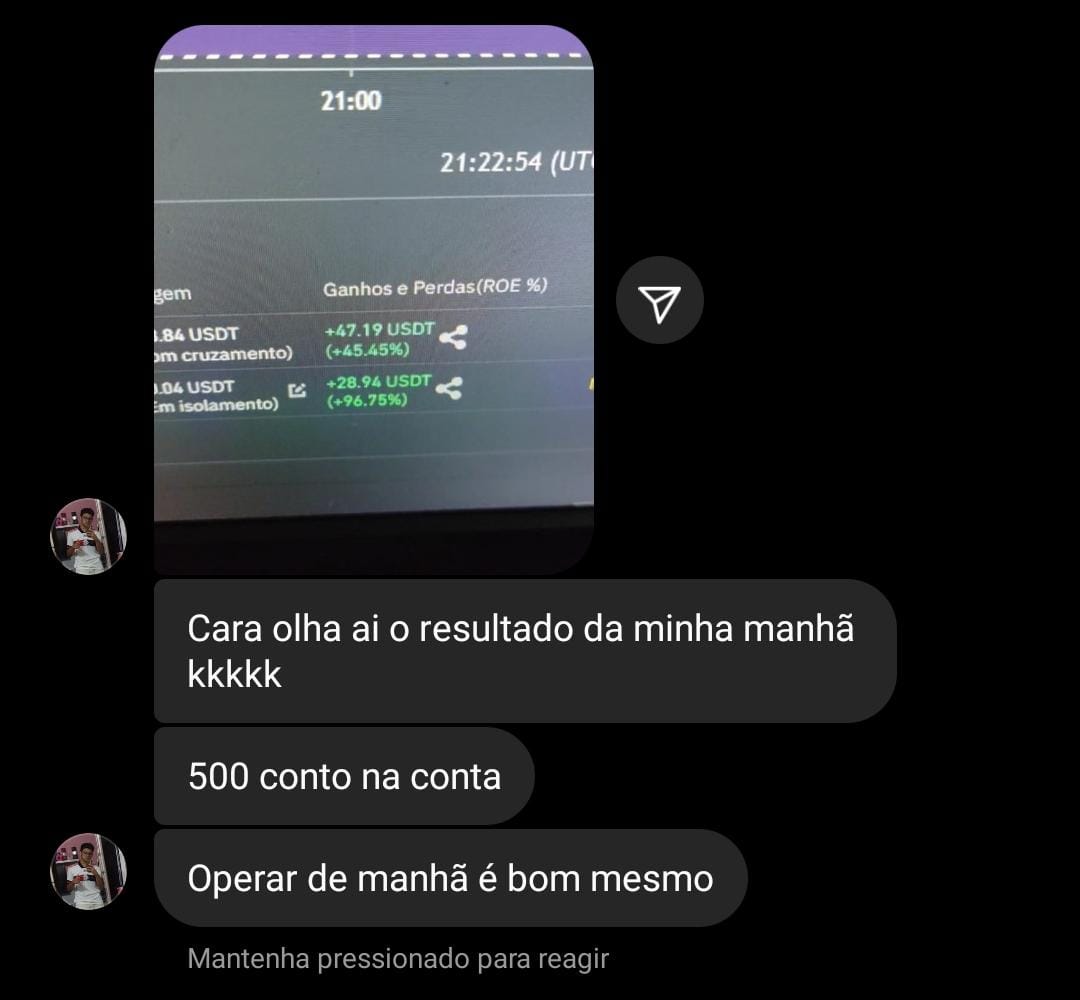 21:00
21:22:54 (UT
gem
Ganhos e Perdas(ROE %)
.84 USDT
+47.19 USDT
om cruzamento)
(+45.45%)
.04 USDT
+28.94 USDT
Em isolamento)
(+96.75%)
Cara olha ai o resultado da minha manhã
kkkkk
500 conto na conta
Operar de manhã é bom mesmo
Mantenha pressionado para reagir